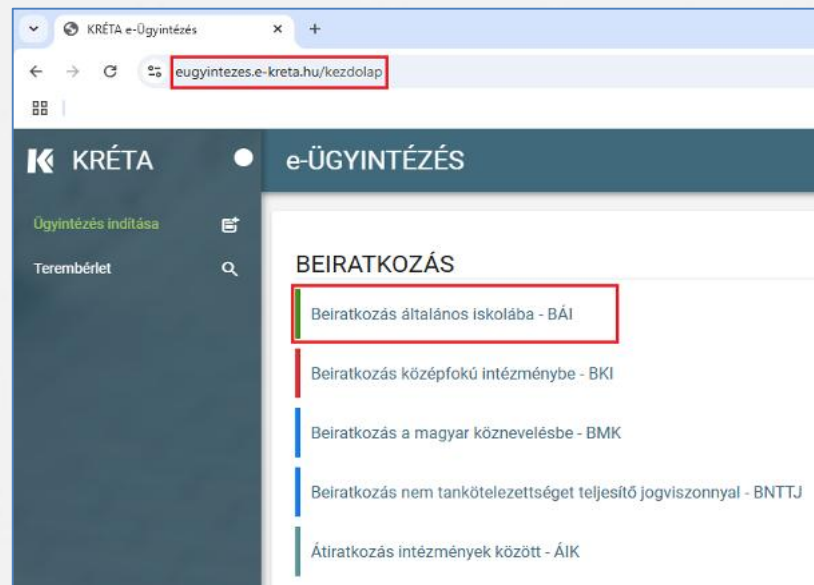 KRÉTA e-Ügyintézés
eugyintezes.e-kreta.hu/kezdolap
KRÉTA
e-ÜGYINTÉZÉS
Ügyintézés indítása
Terembérlet
BEIRATKOZÁS
Beiratkozás általános iskolába - BÁI
Beiratkozás középfokú intézménybe - BKI
Beiratkozás a magyar köznevelésbe - BMK
Beiratkozás nem tankötelezettséget teljesítő jogviszonnyal - BNTTJ
Átiratkozás intézmények között - ÁIK